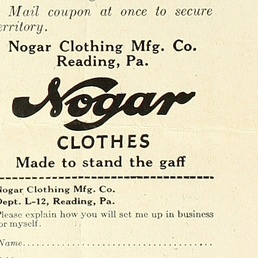 Mail coupon at once to secure
territory.
Nogar Clothing Mfg. Co.
Reading, Pa.
Nogar
CLOTHES
Made to stand the gaff
Nogar Clothing Mfg. Co.
Dept. L-12, Reading, Pa.
Please explain how you will set me up in business
for myself.
Name